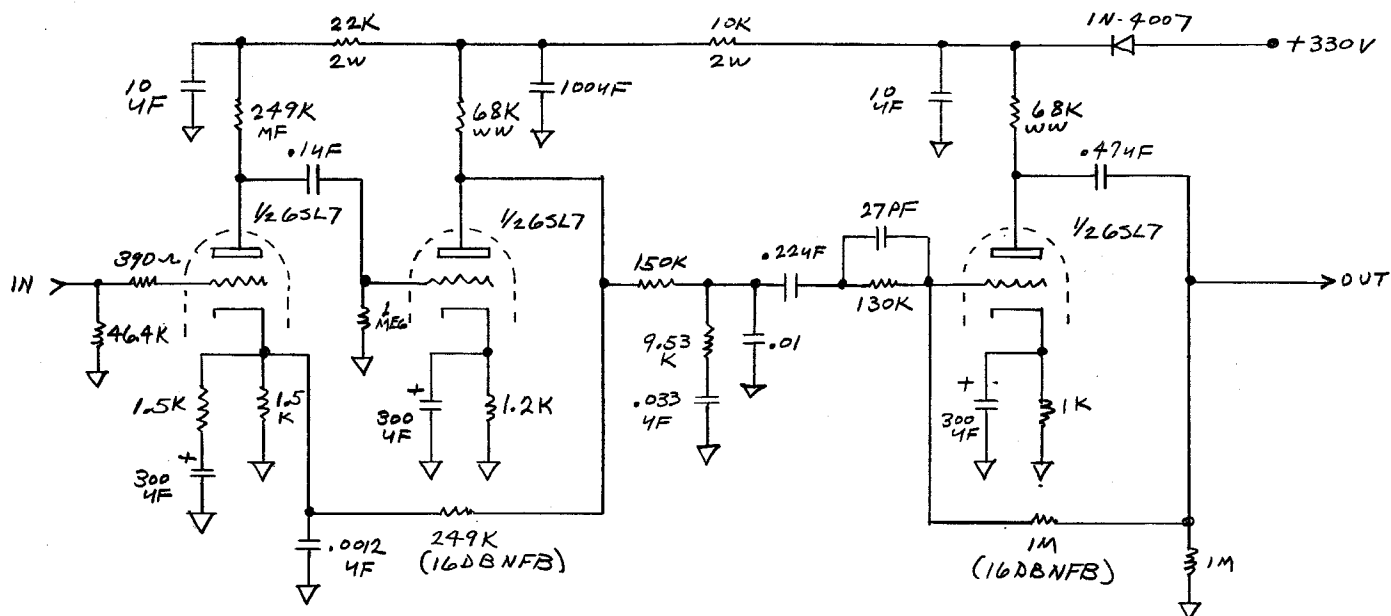 22K
2W
10K
2W
1N-4007
+330V
10
UF
249K
MF
68K
WW
100UF
10
UF
68K
WW
.1UF
.47UF
1/2 6SL7
1/2 6SL7
27PF
1/2 6SL7
IN
390Ω
46.4K
1
MEG
150K
.22UF
130K
OUT
9.53
K
.01
1.5K
1.5
K
300
UF
1.2K
.033
UF
300
UF
1K
300
UF
.0012
UF
249K
(16DB NFB)
1M
(16DB NFB)
1M
+
+
+